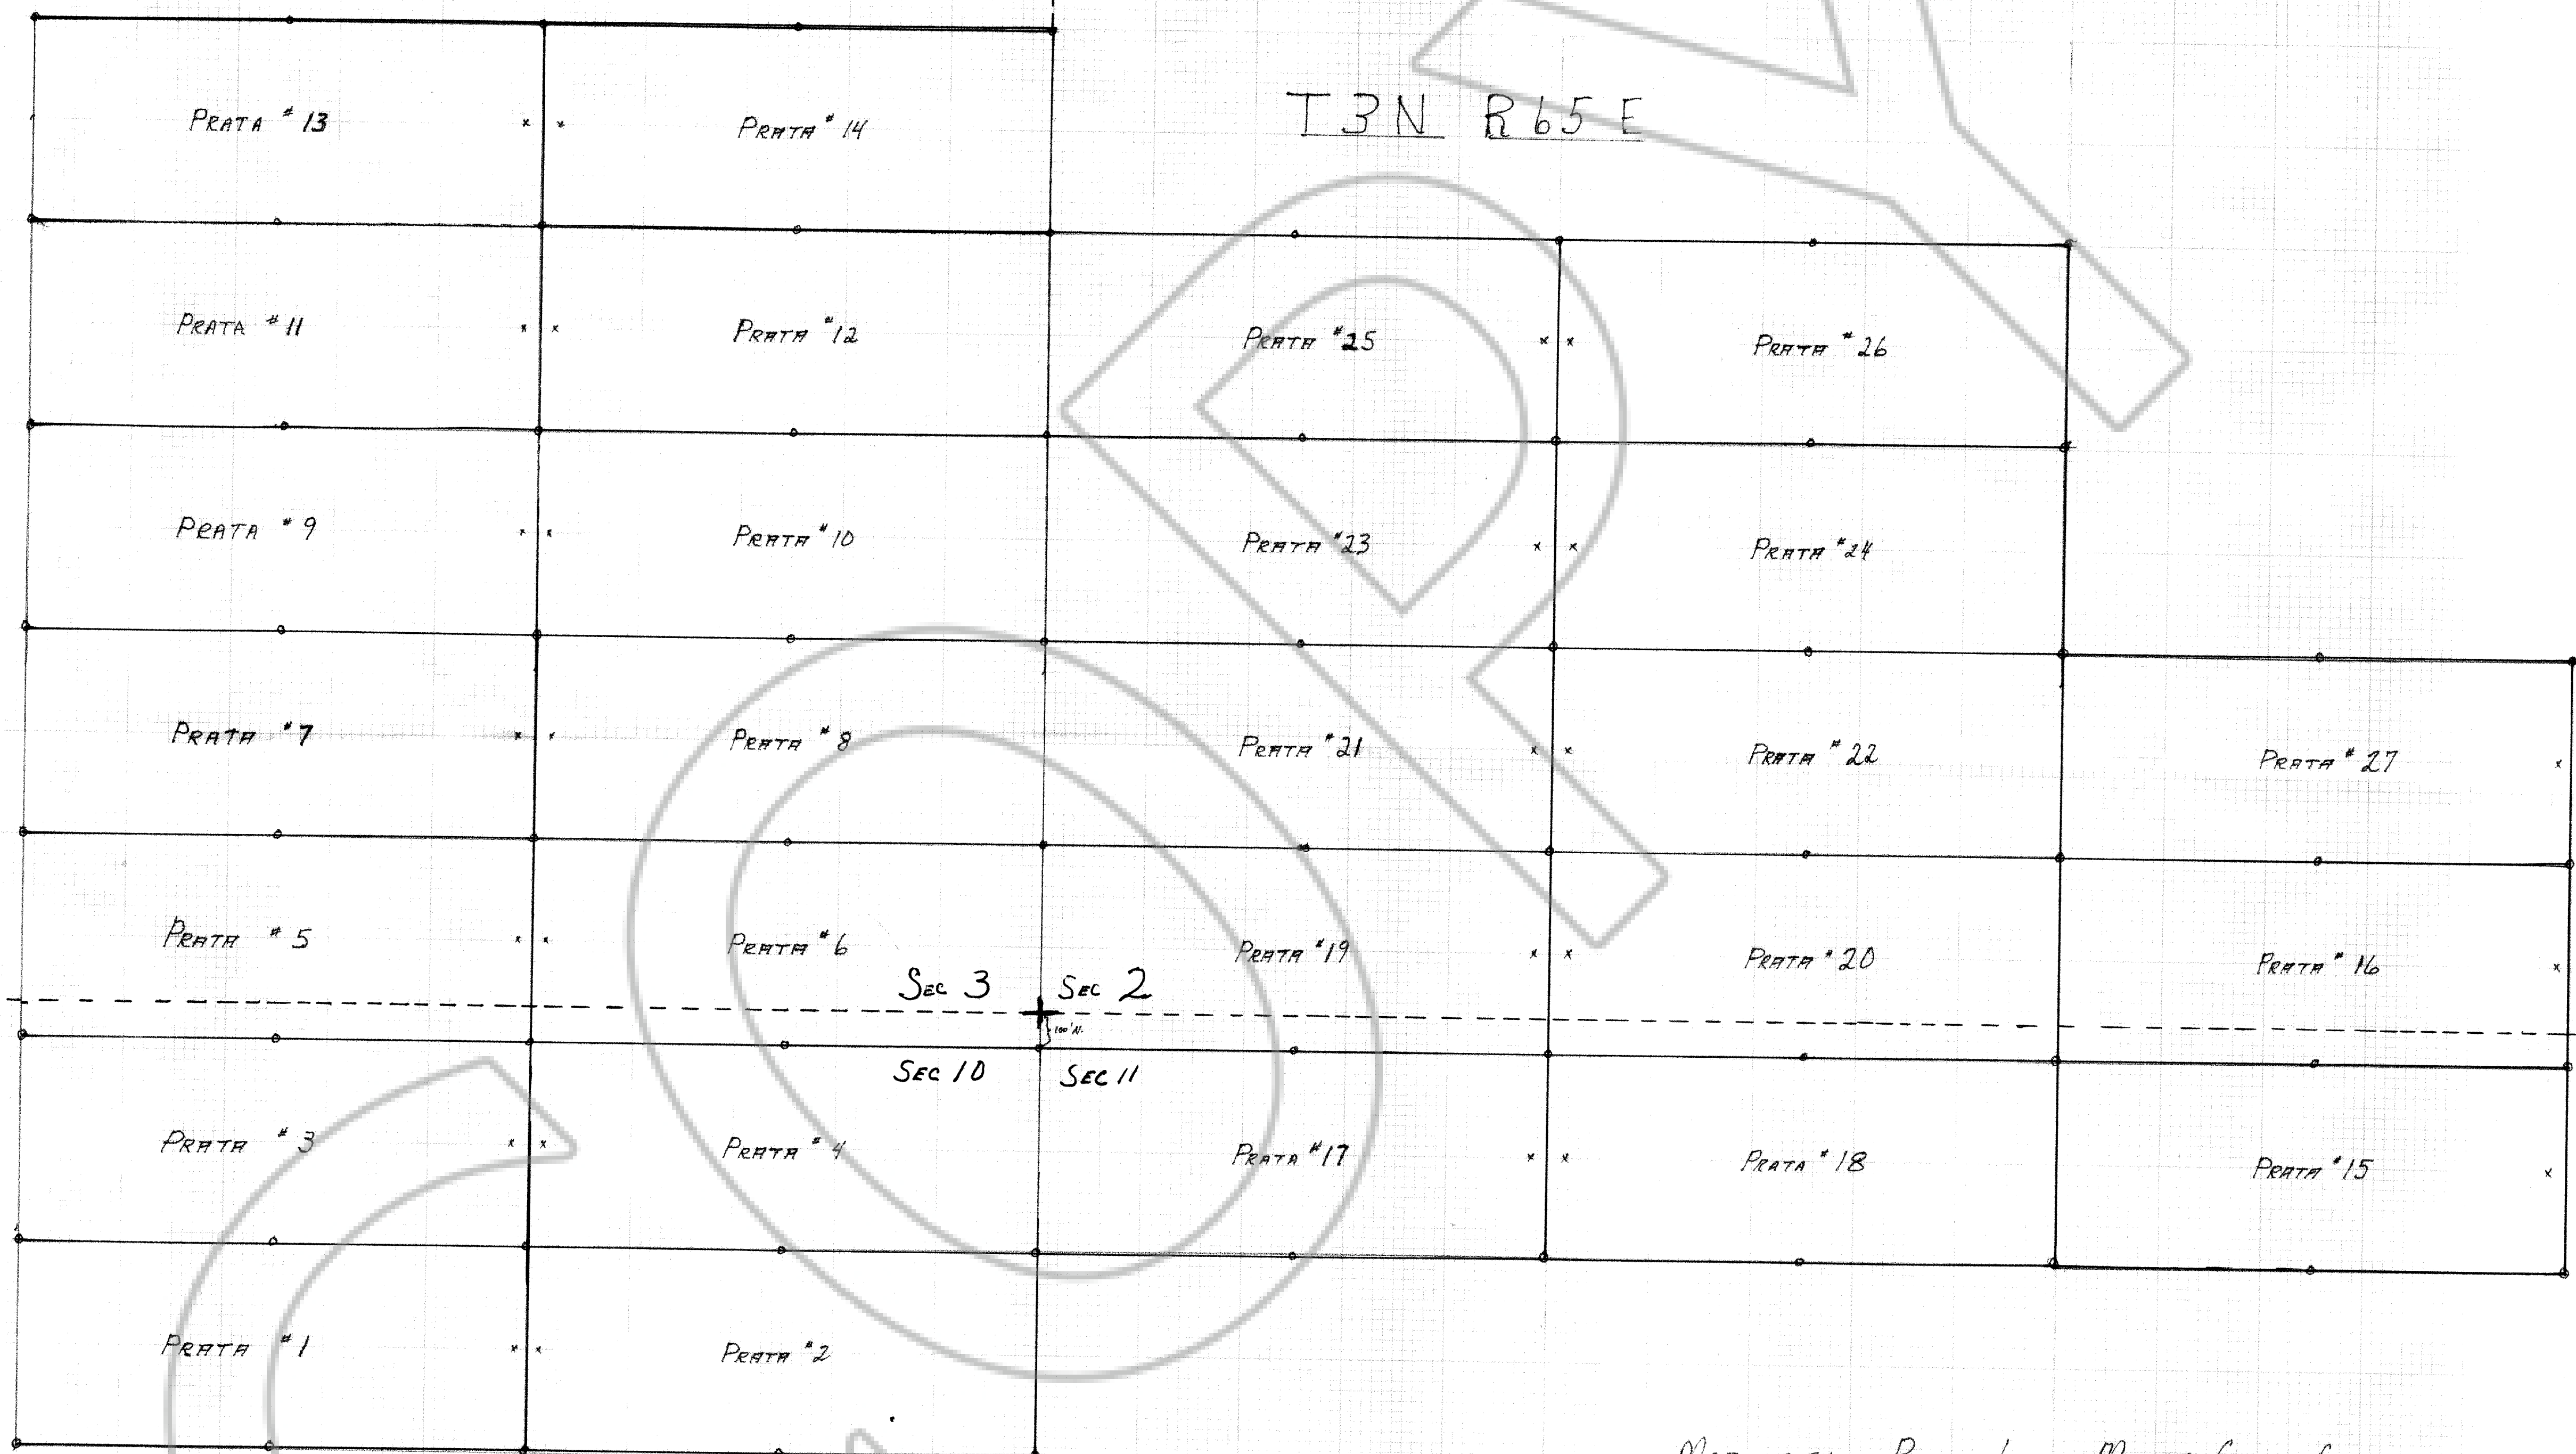 T3N R65E
PRATA #13
PRATA #14
PRATA #11
PRATA #12
PRATA #25
PRATA #26
PRATA #9
PRATA #10
PRATA #23
PRATA #24
PRATA #7
PRATA #8
PRATA #21
PRATA #22
PRATA #27
PRATA #5
PRATA #6
PRATA #19
PRATA #20
PRATA #16
SEC 3 SEC 2
100' N.
SEC 10 SEC 11
PRATA #3
PRATA #4
PRATA #17
PRATA #18
PRATA #15
PRATA #1
PRATA #2
COPY